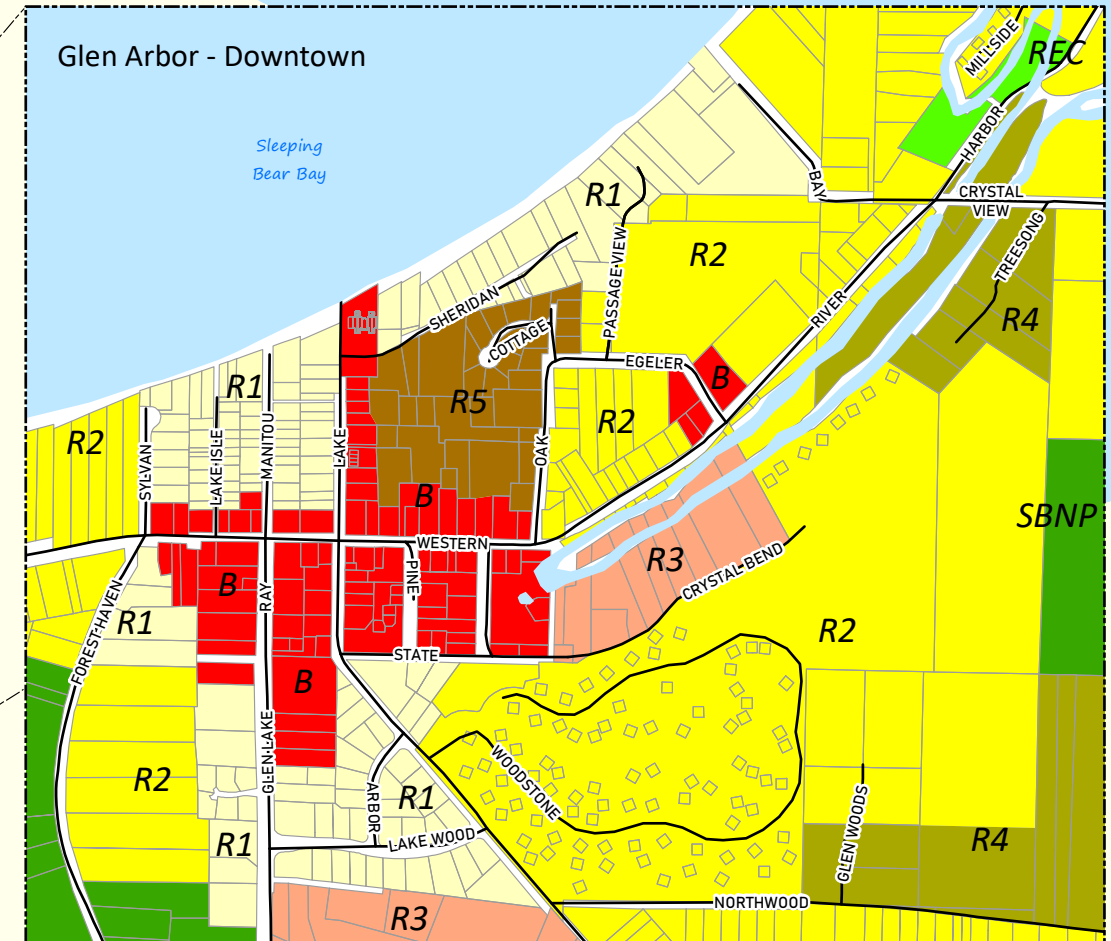 Glen Arbor - Downtown
MILLSIDE
REC
Sleeping
Bear Bay
HARBOR
BAY
CRYSTAL
VIEW
R1
PASSAGE VIEW
R2
TREESONG
SHERIDAN
RIVER
R4
COTTAGE
EGELER
B
R1
R5
R2
R2
SYLVAN
LAKE ISLE
MANITOU
LAKE
OAK
B
SBNP
WESTERN
PINE
R3
CRYSTAL BEND
B
RAY
FOREST HAVEN
R1
R2
STATE
B
GLEN LAKE
R2
WOODSTONE
ARBOR
R1
GLEN WOODS
R1
LAKE WOOD
R4
NORTHWOOD
R3